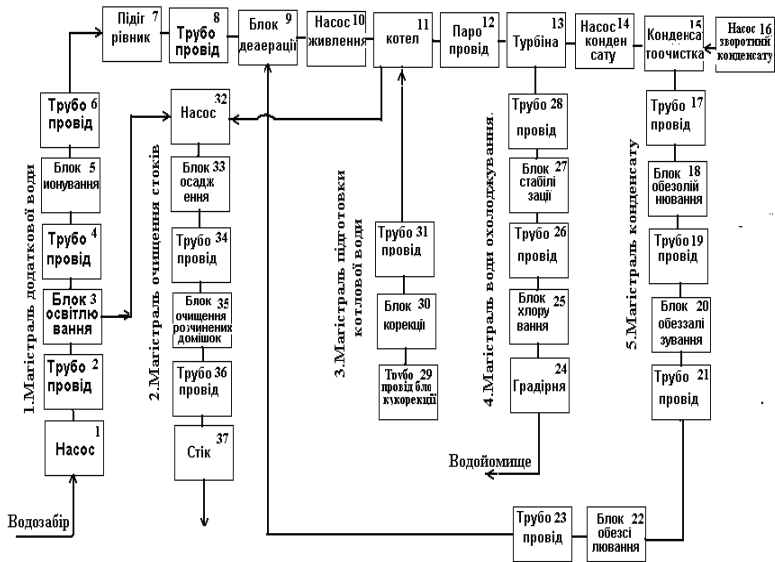 Підіг 7
рівник
8
Трубо
провід
Блок 9
деаерації
Насос 10
живлення
11
котел
12
Паро
провід
13
Турбіна
Насос 14
конден
сату
15
Конденса
тоочистка
Насос 16
зворотний
конденсату
Трубо 6
провід
Блок 5
ионування
Трубо 4
провід
Блок 3
освітлю
вання
Трубо 2
провід
1
Насос
Водозабір
1.Магістраль додаткової води
32
Насос
Блок 33
осадж
ення
Трубо 34
провід
Блок 35
очищення
розчинених
домішок
Трубо 36
провід
37
Стік
2.Магістраль очищення стоків
Трубо 31
провід
Блок 30
корекції
Трубо 29
провід бло
кукорекції
3.Магістраль підготовки
котлової води
Трубо 28
провід
Блок 27
стабілі
зації
Трубо 26
провід
Блок 25
хлору
вання
24
Градірня
Водоймище
4.Магістраль води охолоджування.
17
Трубо
провід
Блок 18
обезолій
нювання
Трубо 19
провід
Блок 20
обеззалі
зування
Трубо 21
провід
5.Магістраль конденсату
Трубо 23
провід
Блок 22
обезсі
лювання